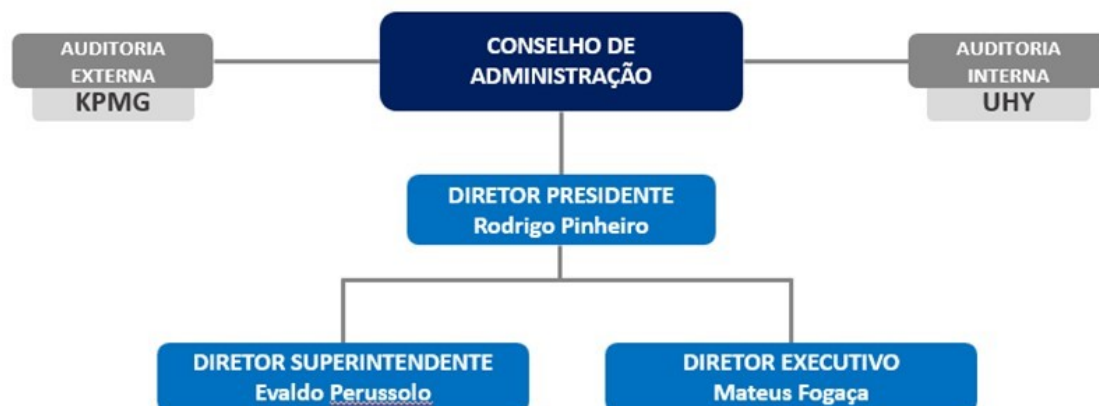 AUDITORIA
EXTERNA
KPMG
CONSELHO DE
ADMINISTRAÇÃO
AUDITORIA
INTERNA
UHY
DIRETOR PRESIDENTE
Rodrigo Pinheiro
DIRETOR SUPERINTENDENTE
Evaldo Perussolo
DIRETOR EXECUTIVO
Mateus Fogaça